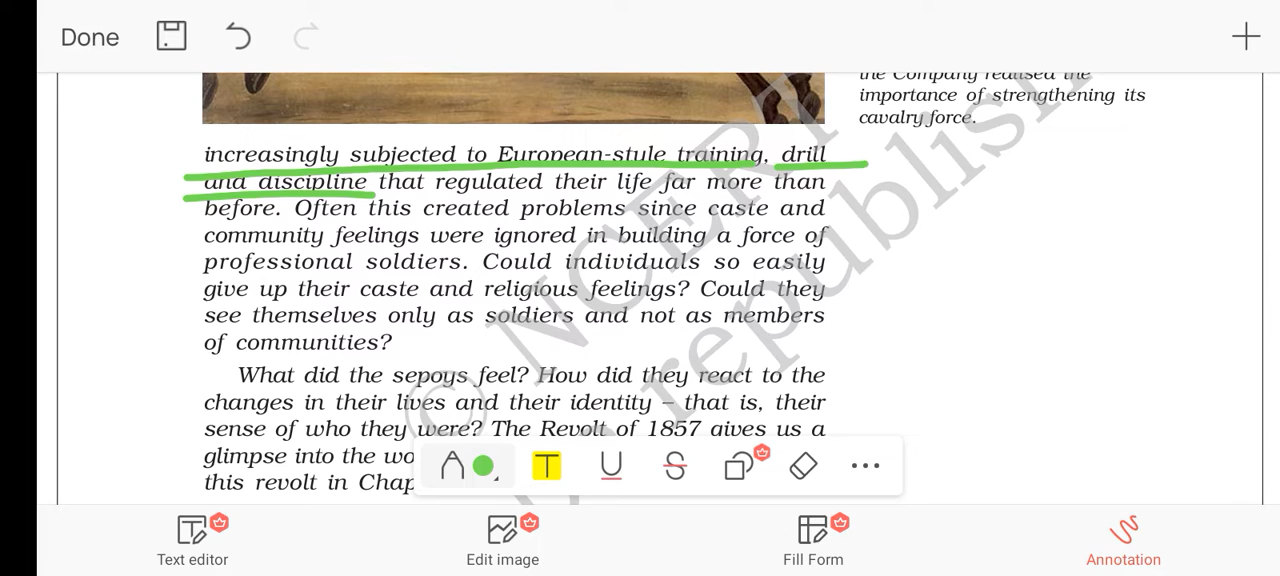 Done
the Company realised the
importance of strengthening its
cavalry force.
increasingly subjected to European-style training, drill
and discipline that regulated their life far more than
before. Often this created problems since caste and
community feelings were ignored in building a force of
professional soldiers. Could individuals so easily
give up their caste and religious feelings? Could they
see themselves only as soldiers and not as members
of communities?
What did the sepoys feel? How did they react to the
changes in their lives and their identity – that is, their
sense of who they were? The Revolt of 1857 gives us a
glimpse into the wo
this revolt in Chap
© NCERT
republish
T U S
Text editor
Edit image
Fill Form
Annotation